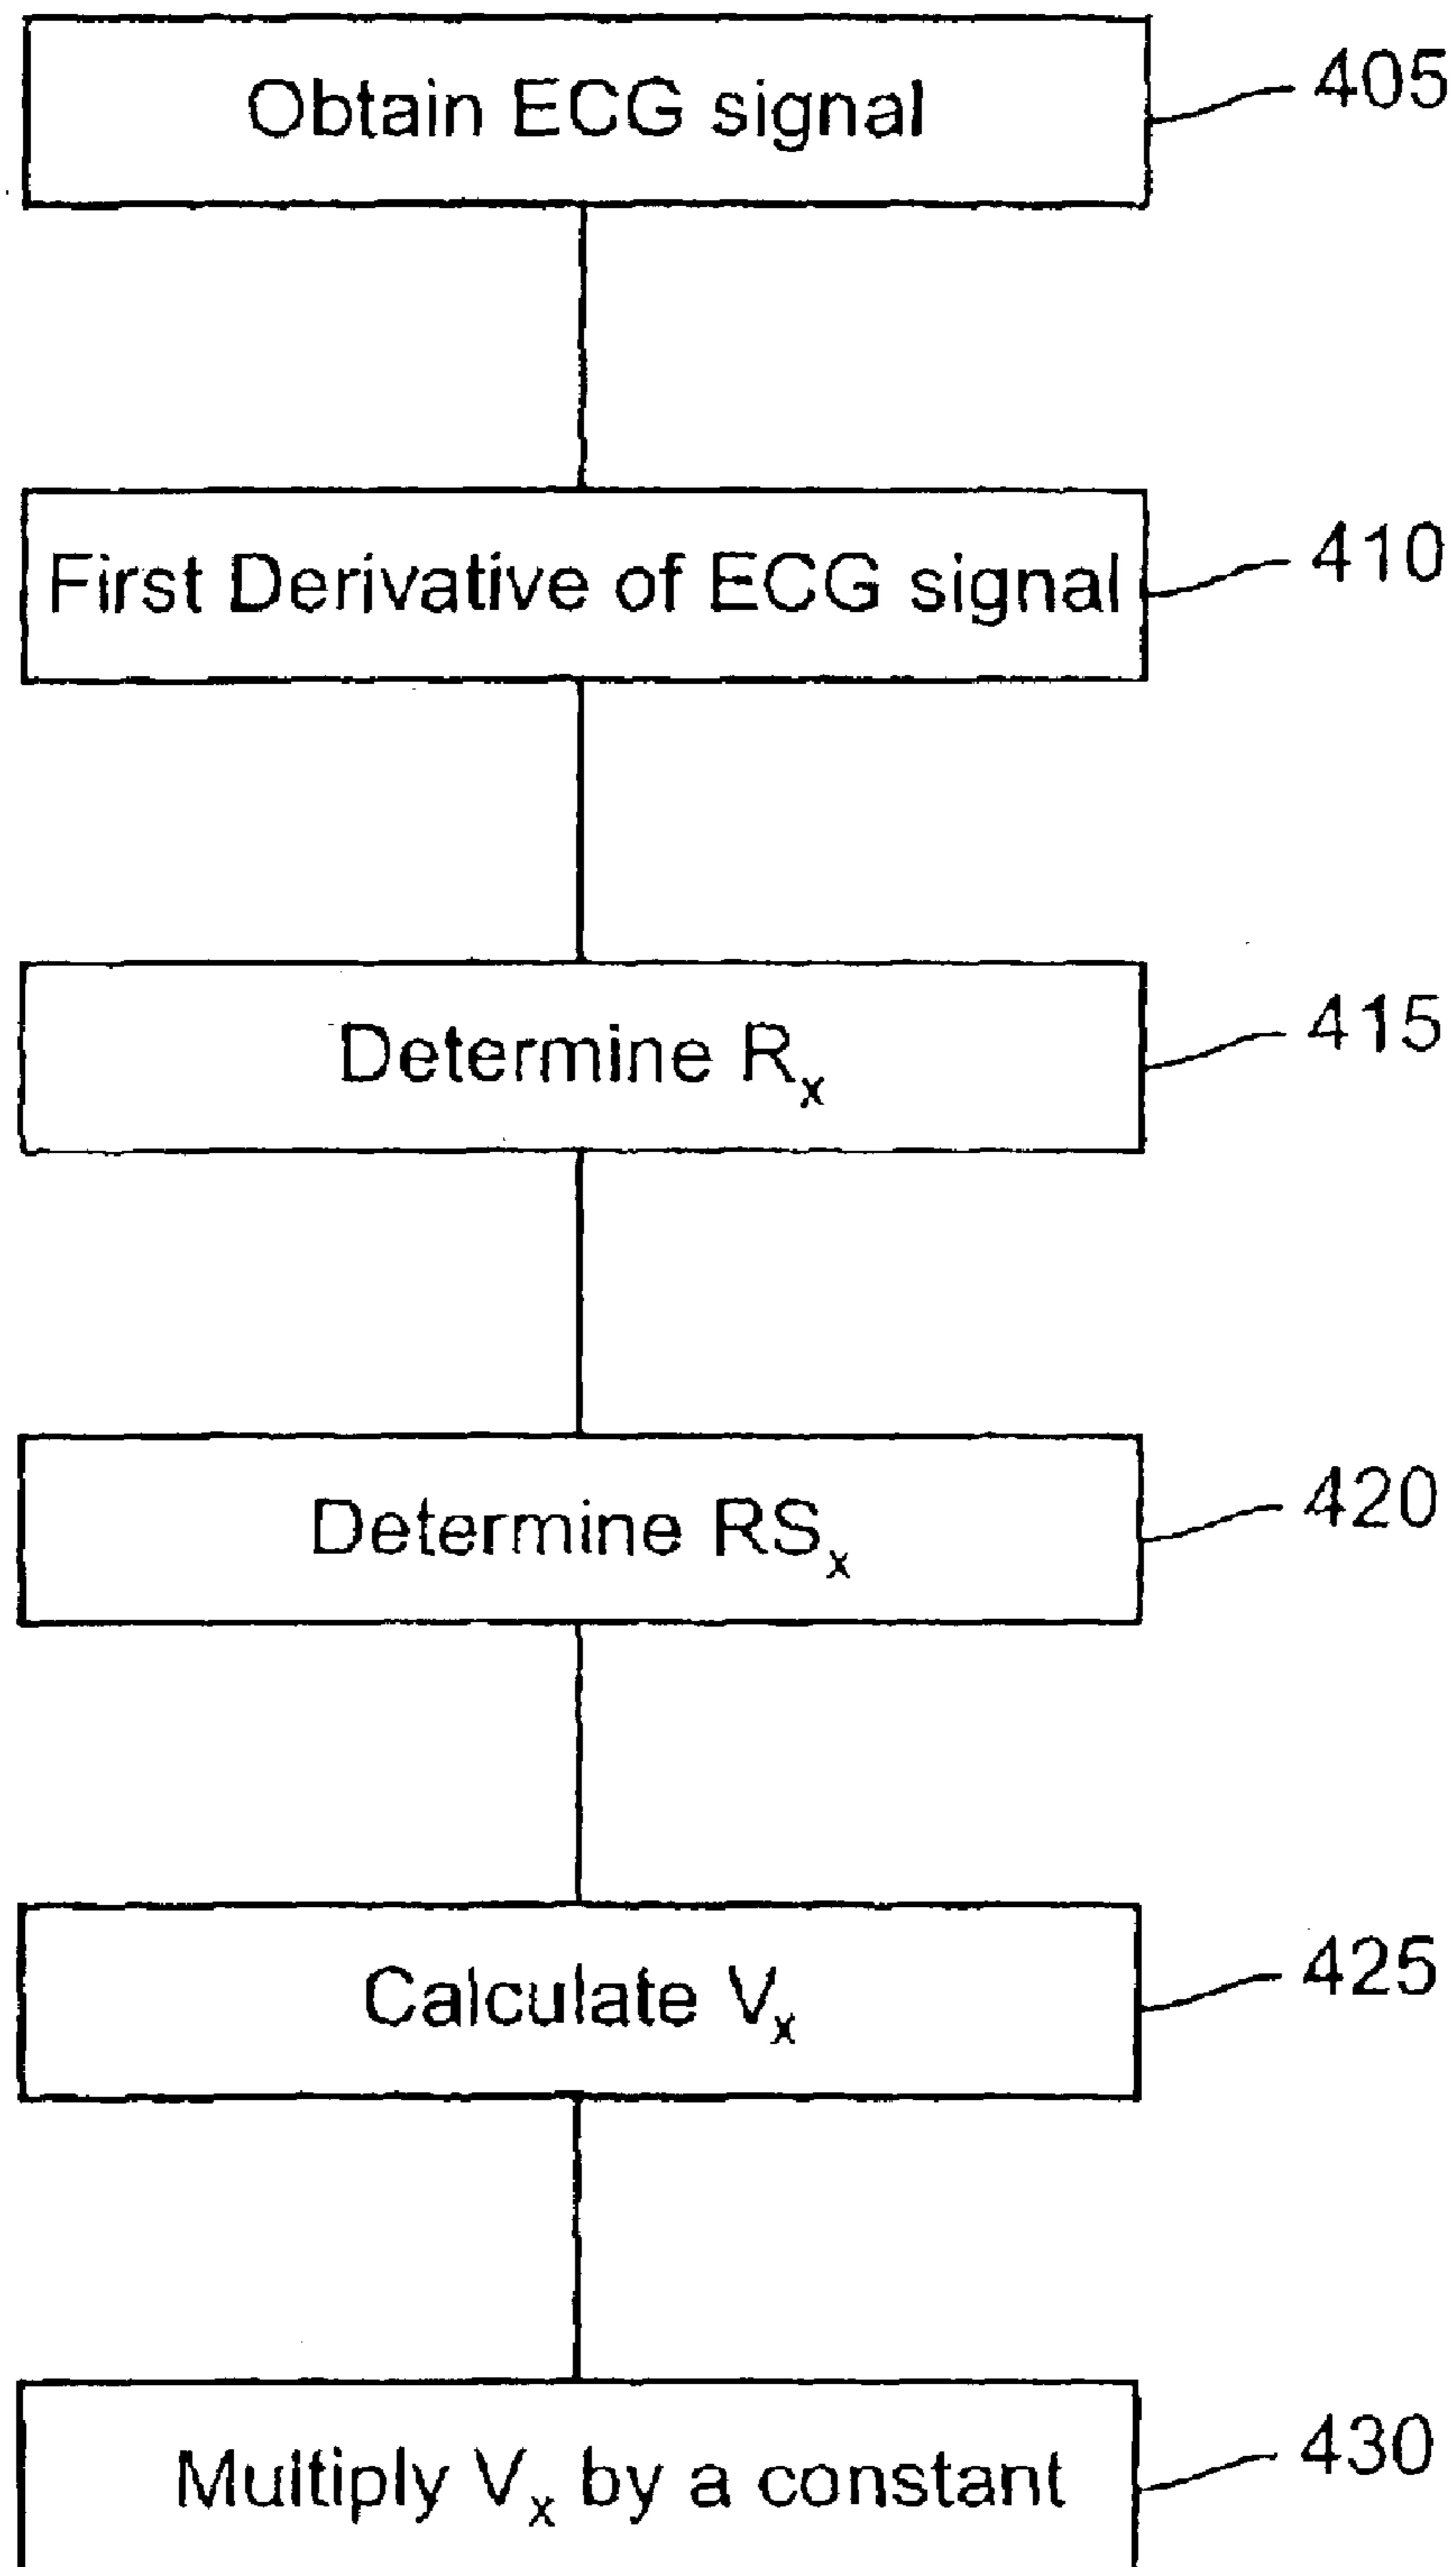 Obtain ECG signal 405
First Derivative of ECG signal 410
Determine Rₓ 415
Determine RSₓ 420
Calculate Vₓ 425
Multiply Vₓ by a constant 430